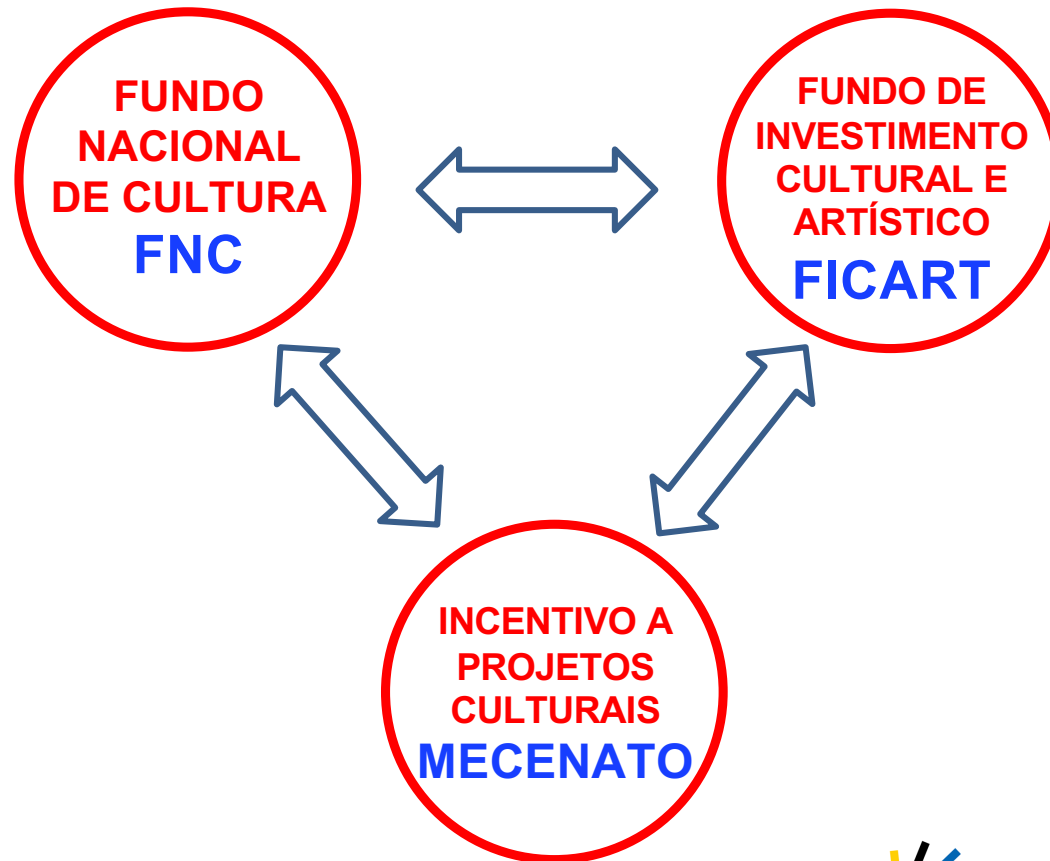 FUNDO
NACIONAL
DE CULTURA
FNC
FUNDO DE
INVESTIMENTO
CULTURAL E
ARTÍSTICO
FICART
INCENTIVO A
PROJETOS
CULTURAIS
MECENATO